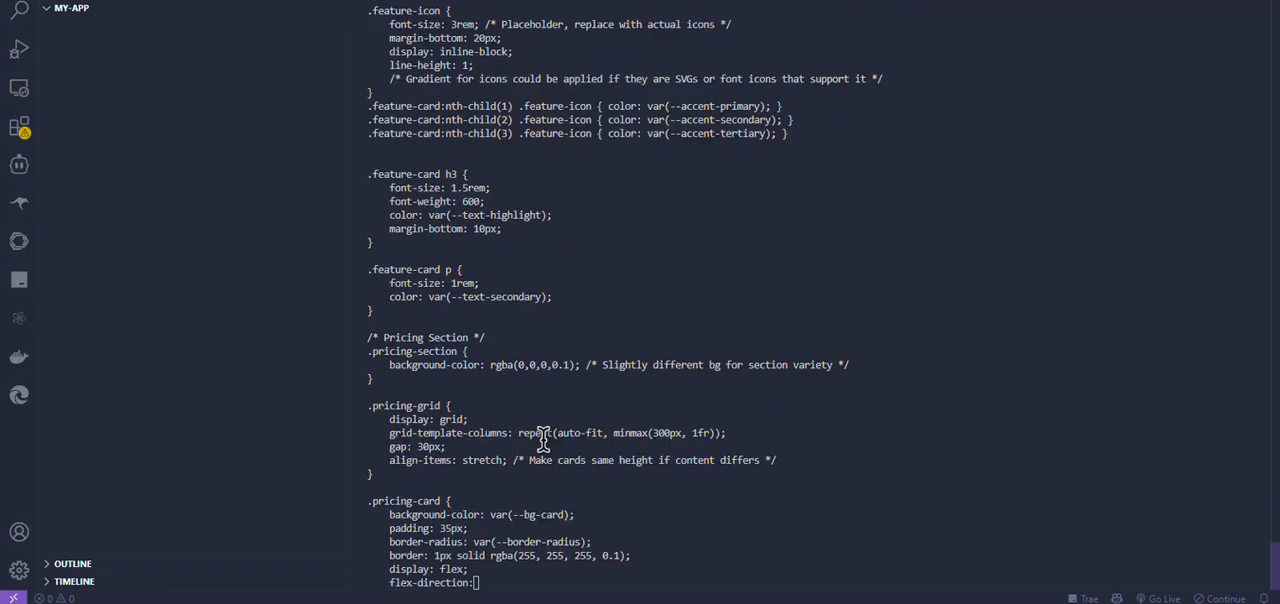 MY-APP
.feature-icon {
font-size: 3rem; /* Placeholder, replace with actual icons */
margin-bottom: 20px;
display: inline-block;
line-height: 1;
/* Gradient for icons could be applied if they are SVGs or font icons that support it */
}
.feature-card:nth-child(1) .feature-icon { color: var(--accent-primary); }
.feature-card:nth-child(2) .feature-icon { color: var(--accent-secondary); }
.feature-card:nth-child(3) .feature-icon { color: var(--accent-tertiary); }
.feature-card h3 {
font-size: 1.5rem;
font-weight: 600;
color: var(--text-highlight);
margin-bottom: 10px;
}
.feature-card p {
font-size: 1rem;
color: var(--text-secondary);
}
/* Pricing Section */
.pricing-section {
background-color: rgba(0,0,0,0.1); /* Slightly different bg for section variety */
}
.pricing-grid {
display: grid;
grid-template-columns: repeat(auto-fit, minmax(300px, 1fr));
gap: 30px;
align-items: stretch; /* Make cards same height if content differs */
}
.pricing-card {
background-color: var(--bg-card);
padding: 35px;
border-radius: var(--border-radius);
border: 1px solid rgba(255, 255, 255, 0.1);
display: flex;
flex-direction:
OUTLINE
TIMELINE
0 0
Trae
Go Live
Continue